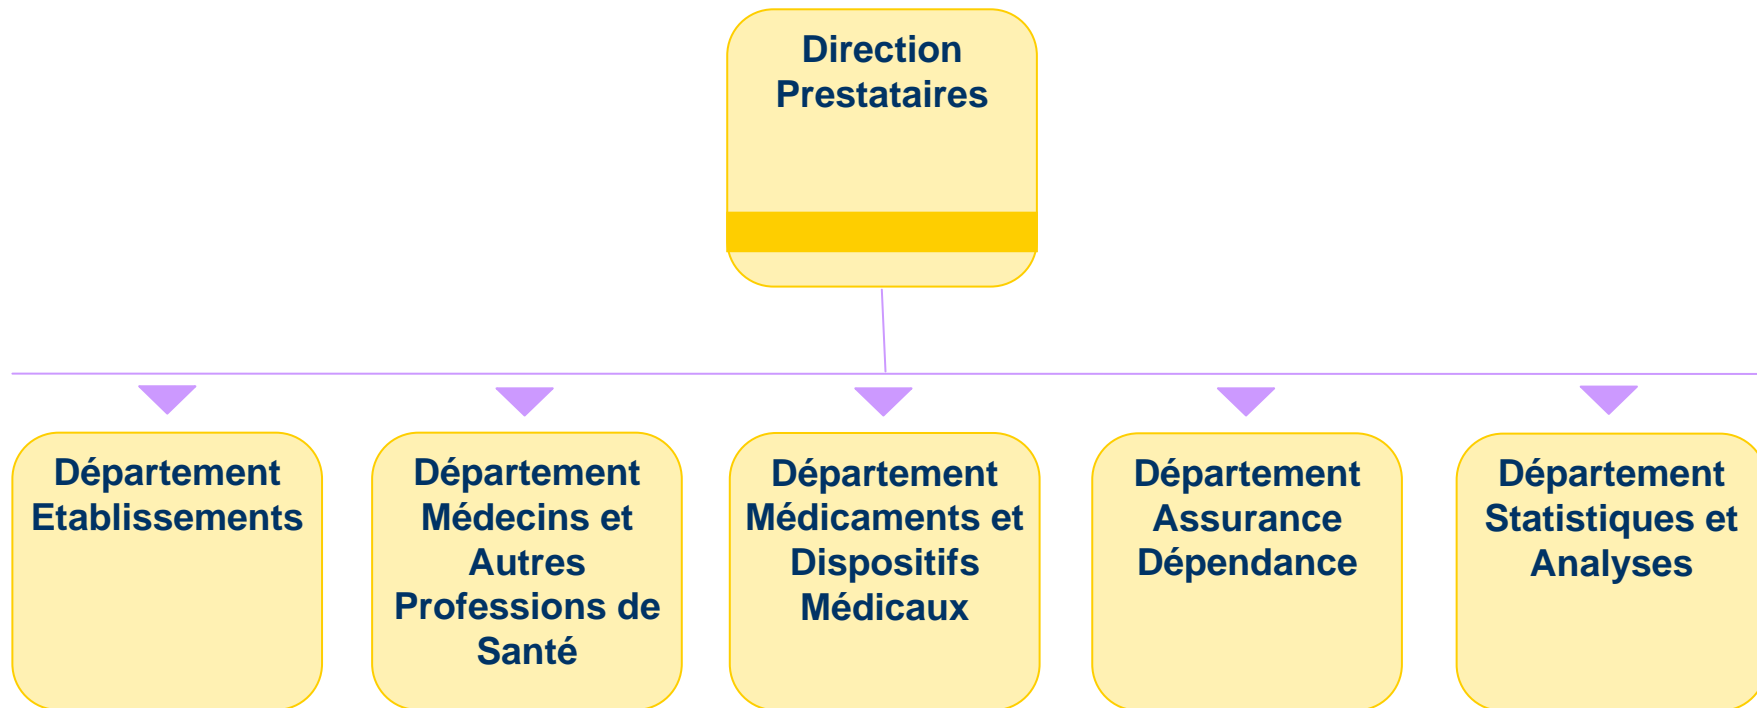 Direction
Prestataires
Département
Etablissements
Département
Médecins et
Autres
Professions de
Santé
Département
Médicaments et
Dispositifs
Médicaux
Département
Assurance
Dépendance
Département
Statistiques et
Analyses